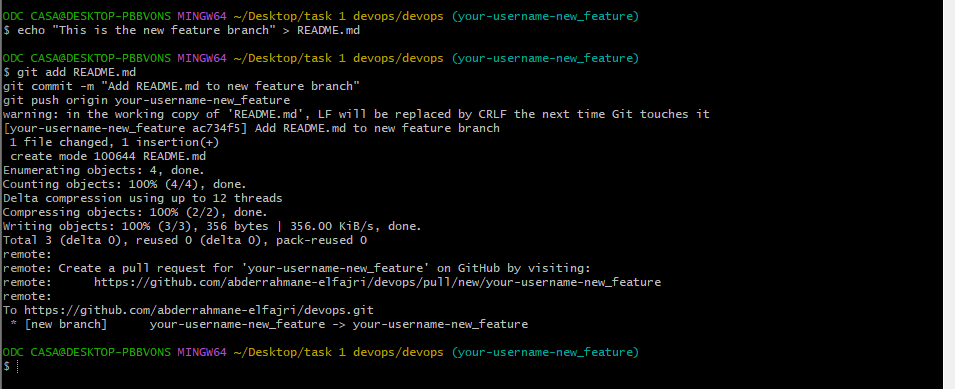 ODC CASA@DESKTOP-PBBVONS MINGW64 ~/Desktop/task 1 devops/devops (your-username-new_feature)
$ echo "This is the new feature branch" > README.md
ODC CASA@DESKTOP-PBBVONS MINGW64 ~/Desktop/task 1 devops/devops (your-username-new_feature)
$ git add README.md
git commit -m "Add README.md to new feature branch"
git push origin your-username-new_feature
warning: in the working copy of 'README.md', LF will be replaced by CRLF the next time Git touches it
[your-username-new_feature ac734f5] Add README.md to new feature branch
 1 file changed, 1 insertion(+)
 create mode 100644 README.md
Enumerating objects: 4, done.
Counting objects: 100% (4/4), done.
Delta compression using up to 12 threads
Compressing objects: 100% (2/2), done.
Writing objects: 100% (3/3), 356 bytes | 356.00 KiB/s, done.
Total 3 (delta 0), reused 0 (delta 0), pack-reused 0
remote:
remote: Create a pull request for 'your-username-new_feature' on GitHub by visiting:
remote:      https://github.com/abderrahmane-elfajri/devops/pull/new/your-username-new_feature
remote:
To https://github.com/abderrahmane-elfajri/devops.git
 * [new branch]      your-username-new_feature -> your-username-new_feature
ODC CASA@DESKTOP-PBBVONS MINGW64 ~/Desktop/task 1 devops/devops (your-username-new_feature)
$